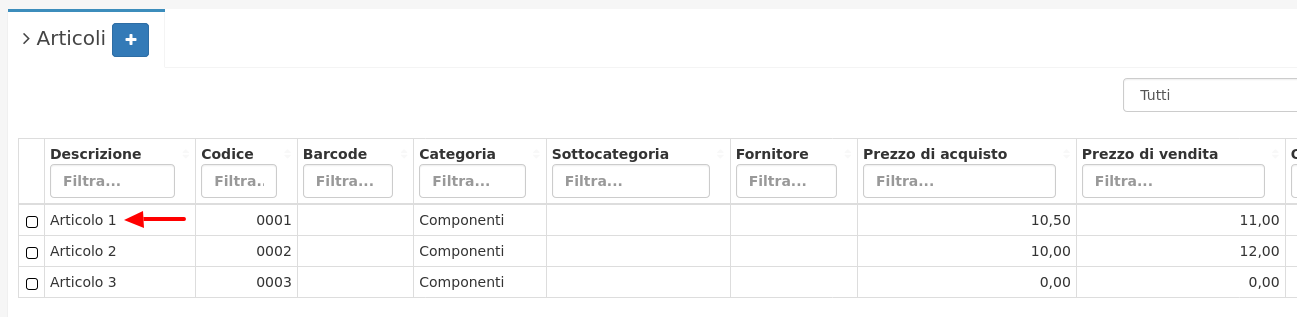 Articoli
Tutti
Descrizione Codice Barcode Categoria Sottocategoria Fornitore Prezzo di acquisto Prezzo di vendita
Filtra... Filtra.. Filtra... Filtra... Filtra... Filtra... Filtra... Filtra...
Articolo 1 0001 Componenti 10,50 11,00
Articolo 2 0002 Componenti 10,00 12,00
Articolo 3 0003 Componenti 0,00 0,00